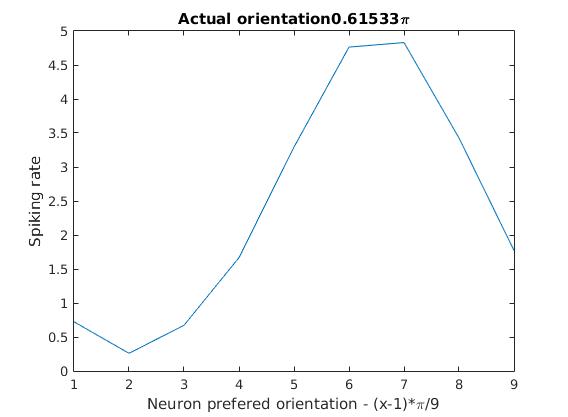 Actual orientation0.61533π
5
4.5
4
3.5
3
2.5
2
1.5
1
0.5
0
Spiking rate
1 2 3 4 5 6 7 8 9
Neuron prefered orientation - (x-1)*π/9